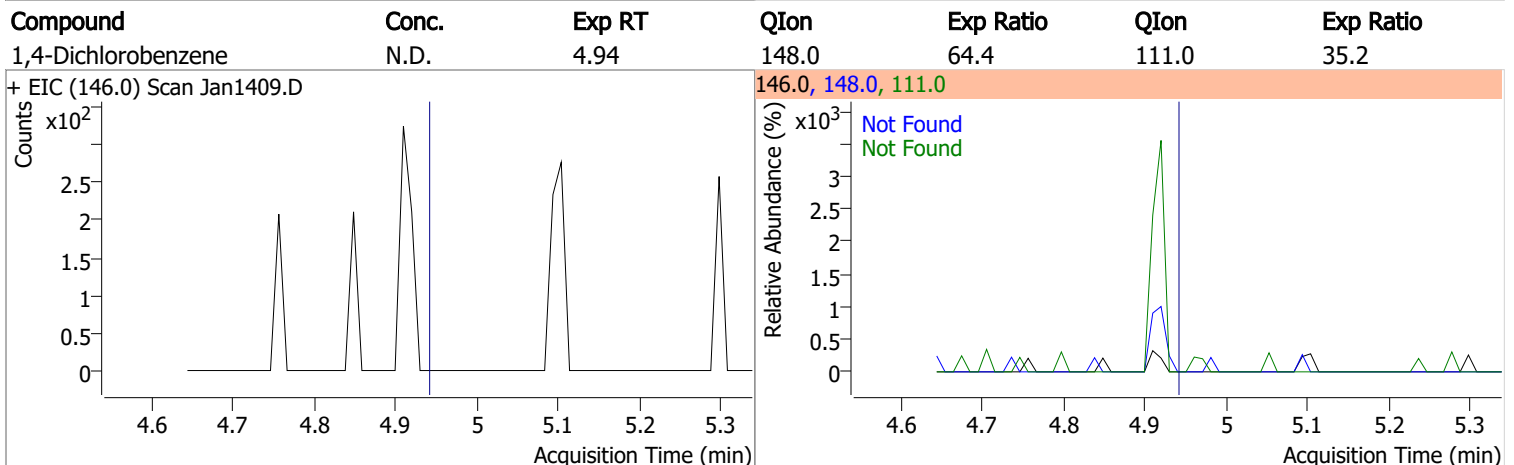 Compound Conc. Exp RT QIon Exp Ratio QIon Exp Ratio
1,4-Dichlorobenzene N.D. 4.94 148.0 64.4 111.0 35.2
+ EIC (146.0) Scan Jan1409.D
Counts
x10²
2.5
2
1.5
1
0.5
0
4.6 4.7 4.8 4.9 5 5.1 5.2 5.3
Acquisition Time (min)
146.0, 148.0, 111.0
Relative Abundance (%)
x10³
Not Found
Not Found
3
2.5
2
1.5
1
0.5
0
4.6 4.7 4.8 4.9 5 5.1 5.2 5.3
Acquisition Time (min)